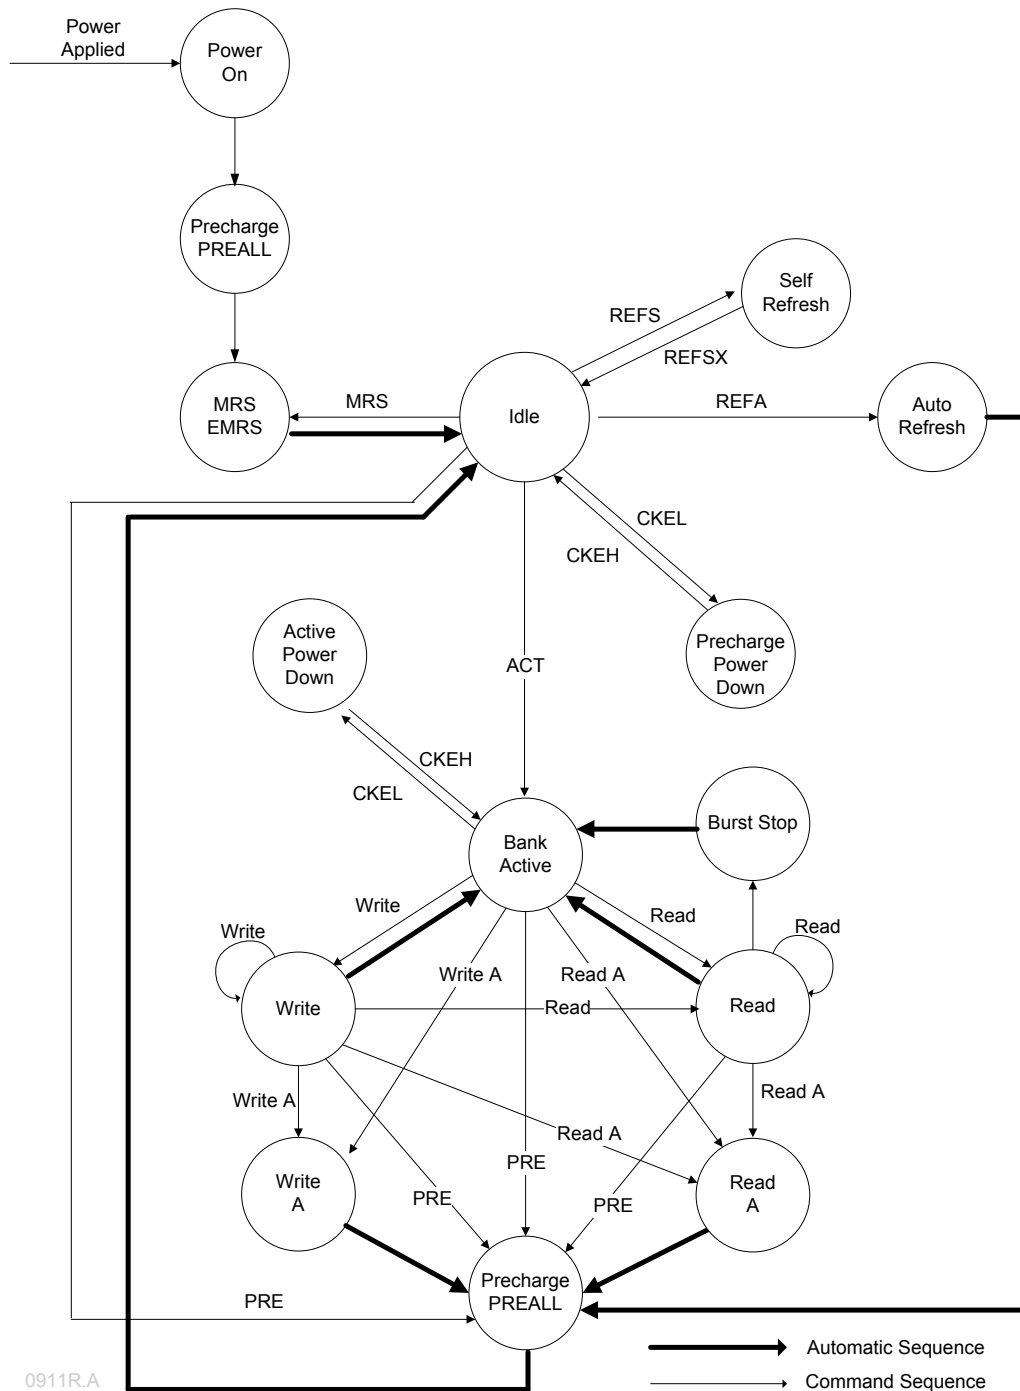 Power
Applied
Power
On
Precharge
PREALL
Self
Refresh
REFS
REFSX
MRS
EMRS
MRS
Idle
REFA
Auto
Refresh
CKEL
CKEH
Active
Power
Down
Precharge
Power
Down
ACT
CKEH
CKEL
Burst Stop
Bank
Active
Write
Read
Write
Read
Write A
Read A
Write
Read
Read
Write A
Read A
Read A
PRE
Write
A
PRE
PRE
Read
A
Precharge
PREALL
PRE
Automatic Sequence
Command Sequence
0911R.A